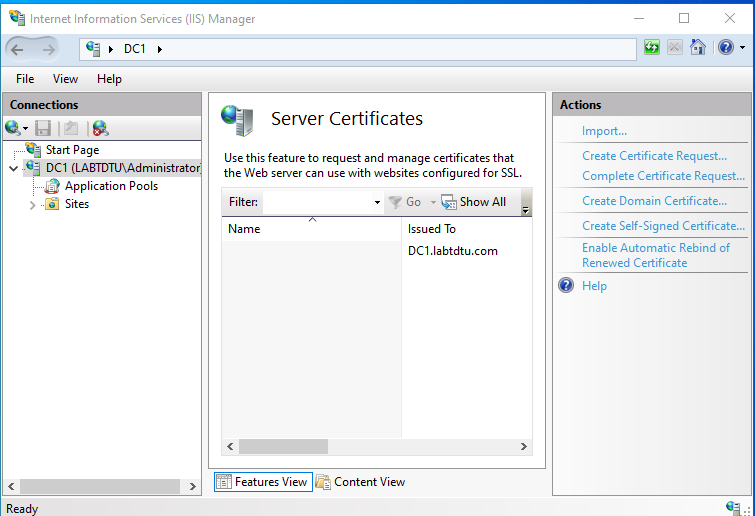 Internet Information Services (IIS) Manager
DC1
File View Help
Connections
Start Page
DC1 (LABTDTU\Administrator)
Application Pools
Sites
Server Certificates
Use this feature to request and manage certificates that
the Web server can use with websites configured for SSL.
Filter: Go Show All
Name Issued To
DC1.labtdtu.com
Features View Content View
Actions
Import...
Create Certificate Request...
Complete Certificate Request...
Create Domain Certificate...
Create Self-Signed Certificate...
Enable Automatic Rebind of
Renewed Certificate
Help
Ready